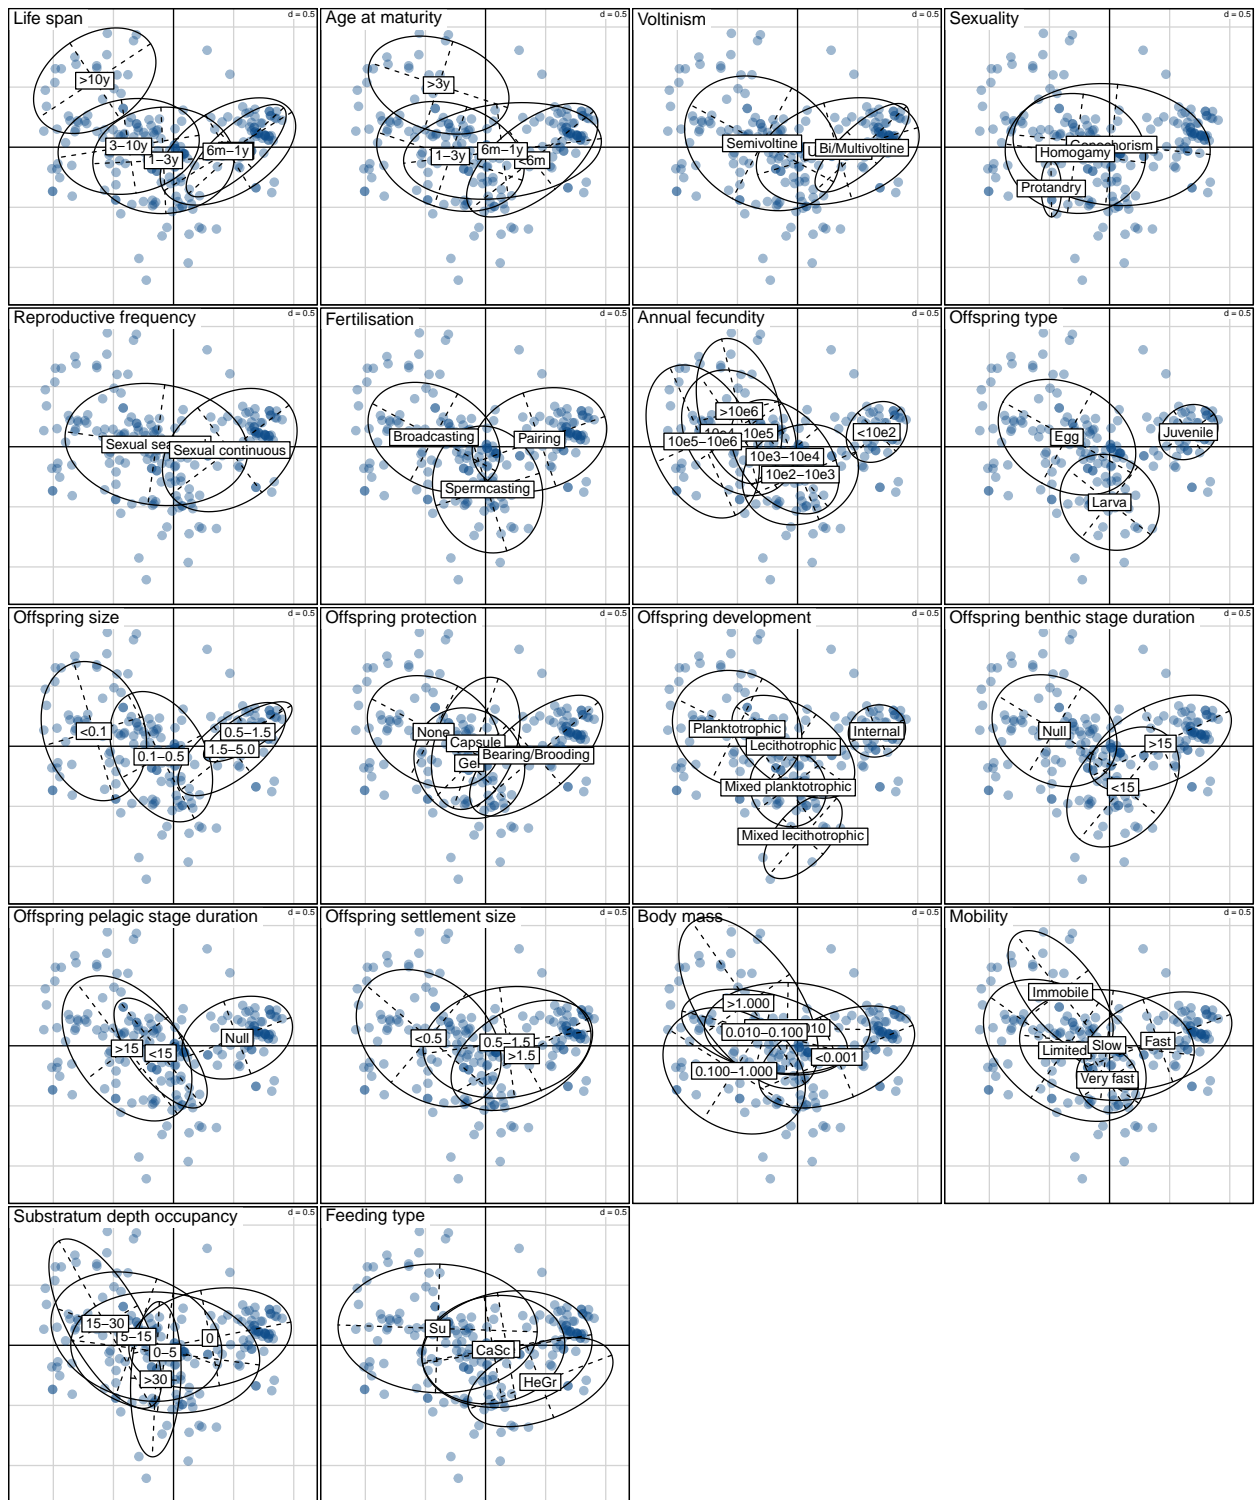 Life span
d = 0.5
>10y
3–10y
1–3y
6m–1y
Age at maturity
d = 0.5
>3y
1–3y
6m–1y
<6m
Voltinism
d = 0.5
Semivoltine
Bi/Multivoltine
Sexuality
d = 0.5
Homogamy
Protandry
Reproductive frequency
d = 0.5
Sexual
Sexual continuous
Fertilisation
d = 0.5
Broadcasting
Pairing
Spermcasting
Annual fecundity
d = 0.5
>10e6
<10e2
10e5–10e6
10e3–10e4
10e2–10e3
Offspring type
d = 0.5
Egg
Juvenile
Larva
Offspring size
d = 0.5
<0.1
0.5–1.5
1.5–5.0
0.1–0.5
Offspring protection
d = 0.5
None
Capsule
Bearing/Brooding
Offspring development
d = 0.5
Planktotrophic
Internal
Lecithotrophic
Mixed planktotrophic
Mixed lecithotrophic
Offspring benthic stage duration
d = 0.5
Null
>15
<15
Offspring pelagic stage duration
d = 0.5
Null
>15
<15
Offspring settlement size
d = 0.5
<0.5
0.5–1.5
>1.5
Body mass
d = 0.5
>1.000
0.010–0.100
<0.001
0.100–1.000
Mobility
d = 0.5
Immobile
Fast
Slow
Limited
Very fast
Substratum depth occupancy
d = 0.5
15–30
5–15
0
0–5
>30
Feeding type
d = 0.5
Su
CaSc
HeGr